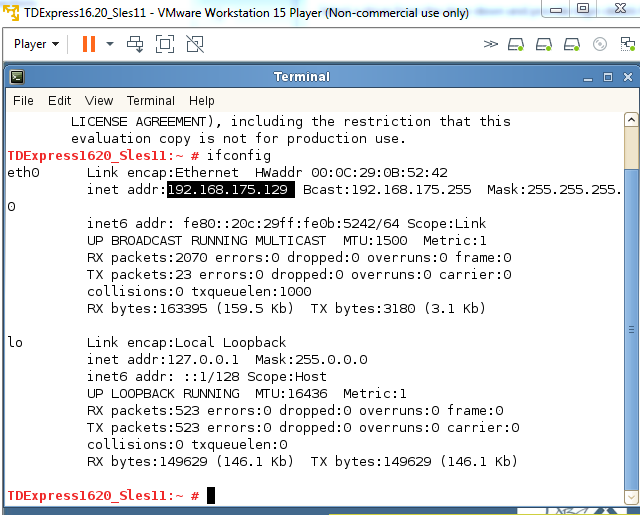 TDExpress16.20_Sles11 - VMware Workstation 15 Player (Non-commercial use only)
Player
Terminal
File Edit View Terminal Help
LICENSE AGREEMENT), including the restriction that this
evaluation copy is not for production use.
TDExpress1620_Sles11:~ # ifconfig
eth0 Link encap:Ethernet HWaddr 00:0C:29:0B:52:42
inet addr:192.168.175.129 Bcast:192.168.175.255 Mask:255.255.255.
0
inet6 addr: fe80::20c:29ff:fe0b:5242/64 Scope:Link
UP BROADCAST RUNNING MULTICAST MTU:1500 Metric:1
RX packets:2070 errors:0 dropped:0 overruns:0 frame:0
TX packets:23 errors:0 dropped:0 overruns:0 carrier:0
collisions:0 txqueuelen:1000
RX bytes:163395 (159.5 Kb) TX bytes:3180 (3.1 Kb)
lo Link encap:Local Loopback
inet addr:127.0.0.1 Mask:255.0.0.0
inet6 addr: ::1/128 Scope:Host
UP LOOPBACK RUNNING MTU:16436 Metric:1
RX packets:523 errors:0 dropped:0 overruns:0 frame:0
TX packets:523 errors:0 dropped:0 overruns:0 carrier:0
collisions:0 txqueuelen:0
RX bytes:149629 (146.1 Kb) TX bytes:149629 (146.1 Kb)
TDExpress1620_Sles11:~ #